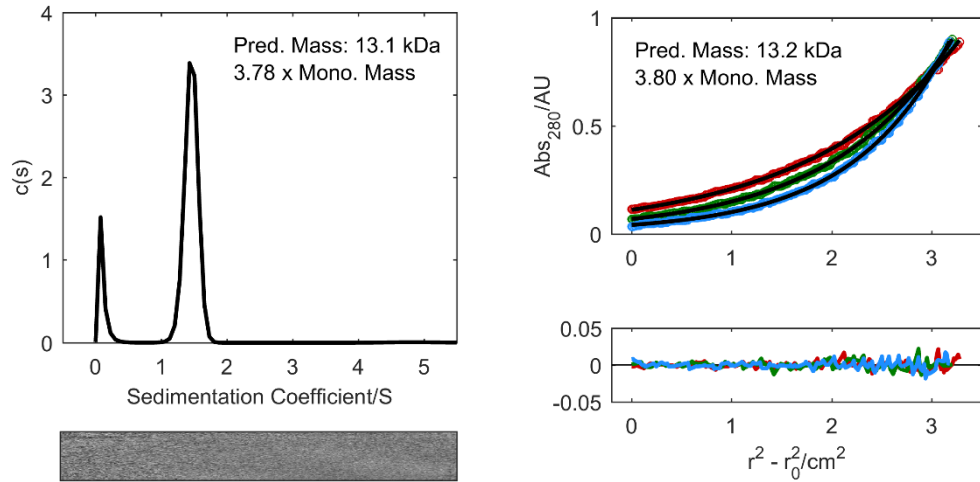 4
3
2
1
0
c(s)
Pred. Mass: 13.1 kDa
3.78 x Mono. Mass
0 1 2 3 4 5
Sedimentation Coefficient/S
1
0.5
0
Abs280/AU
Pred. Mass: 13.2 kDa
3.80 x Mono. Mass
0 1 2 3
0.05
0
-0.05
0 1 2 3
r² - r₀²/cm²